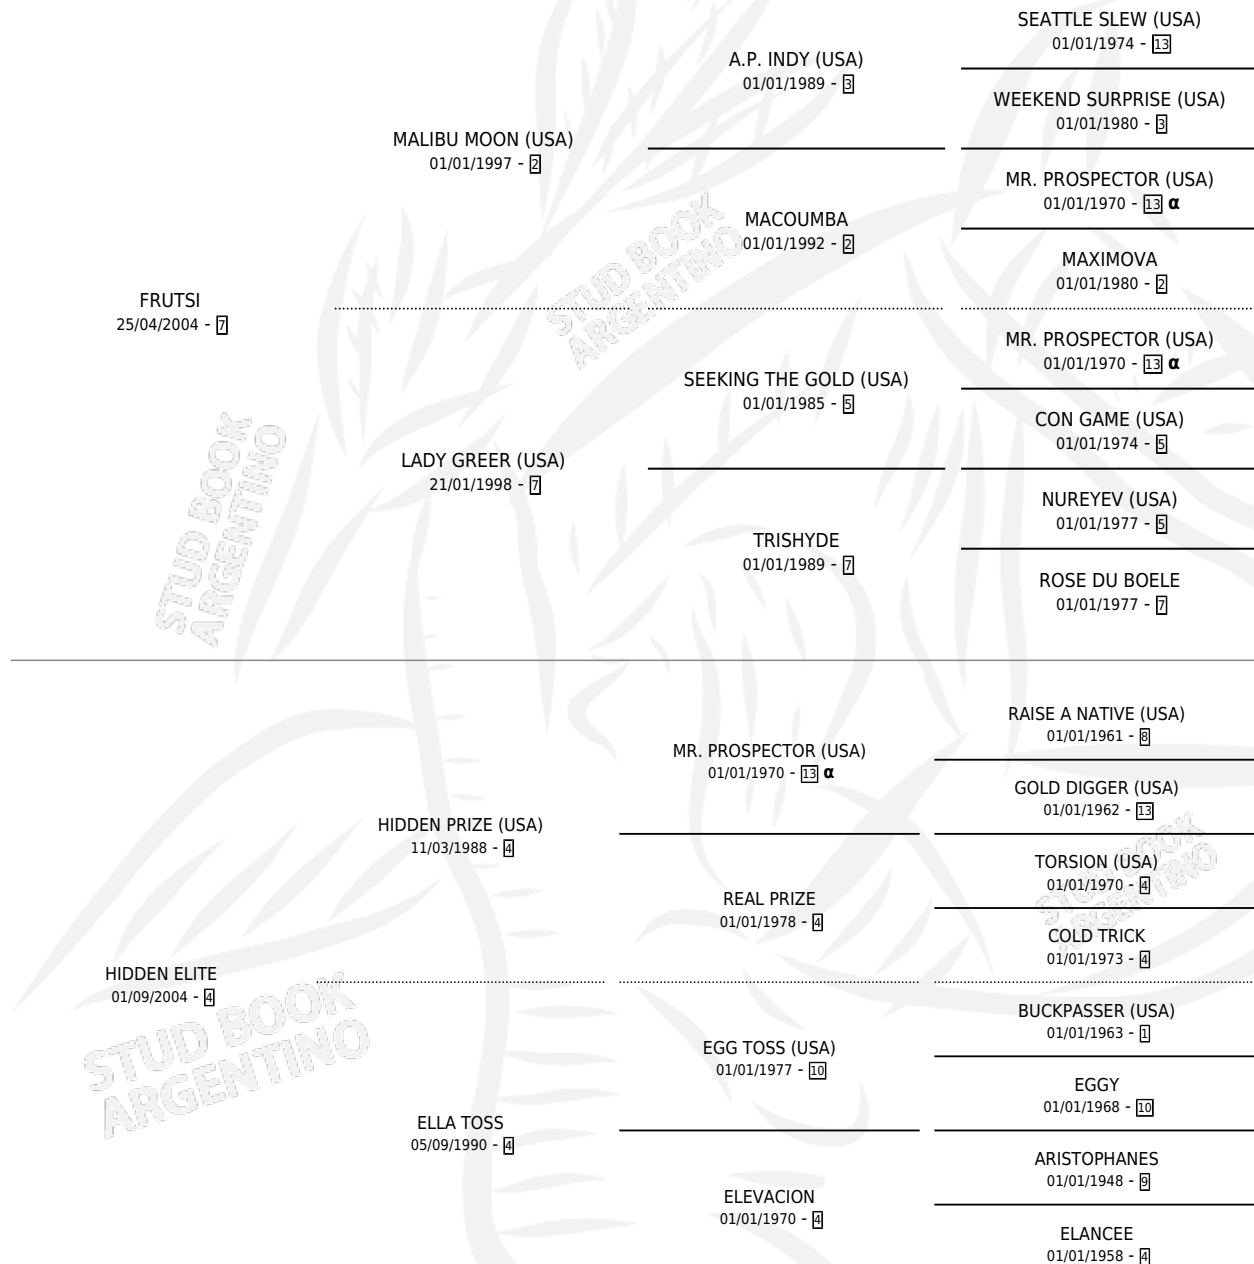 SEATTLE SLEW (USA)
01/01/1974 - 13
A.P. INDY (USA)
01/01/1989 - 3
WEEKEND SURPRISE (USA)
01/01/1980 - 3
MALIBU MOON (USA)
01/01/1997 - 2
MR. PROSPECTOR (USA)
01/01/1970 - 13 α
MACOUMBA
01/01/1992 - 2
MAXIMOVA
01/01/1980 - 2
FRUTSI
25/04/2004 - 7
MR. PROSPECTOR (USA)
01/01/1970 - 13 α
SEEKING THE GOLD (USA)
01/01/1985 - 5
CON GAME (USA)
01/01/1974 - 5
LADY GREER (USA)
21/01/1998 - 7
NUREYEV (USA)
01/01/1977 - 5
TRISHYDE
01/01/1989 - 7
ROSE DU BOELE
01/01/1977 - 7
RAISE A NATIVE (USA)
01/01/1961 - 8
MR. PROSPECTOR (USA)
01/01/1970 - 13 α
GOLD DIGGER (USA)
01/01/1962 - 13
HIDDEN PRIZE (USA)
11/03/1988 - 4
TORSION (USA)
01/01/1970 - 4
REAL PRIZE
01/01/1978 - 4
COLD TRICK
01/01/1973 - 4
HIDDEN ELITE
01/09/2004 - 4
BUCKPASSER (USA)
01/01/1963 - 1
EGG TOSS (USA)
01/01/1977 - 10
EGGY
01/01/1968 - 10
ELLA TOSS
05/09/1990 - 4
ARISTOPHANES
01/01/1948 - 9
ELEVACION
01/01/1970 - 4
ELANCEE
01/01/1958 - 4
STUD BOOK
ARGENTINO
STUD BOOK
ARGENTINO
STUD BOOK
ARGENTINO
STUD BOOK
ARGENTINO